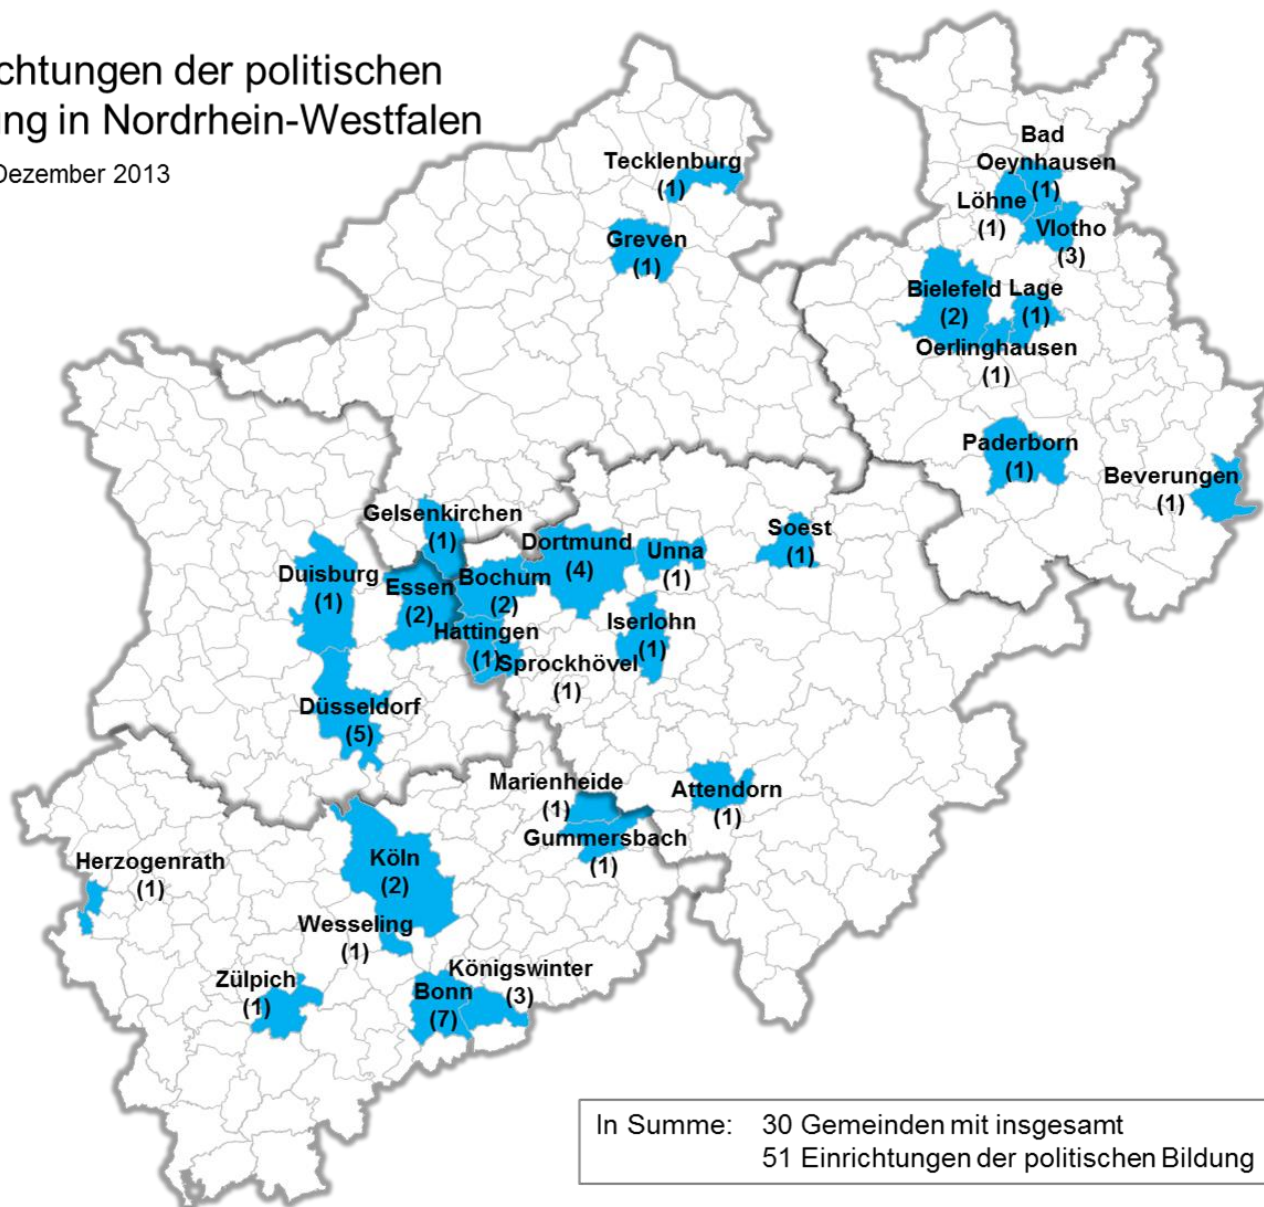 chtungen der politischen
ung in Nordrhein-Westfalen
Dezember 2013
Tecklenburg
(1)
Greven
(1)
Bad
Oeynhausen
(1)
Löhne
(1)
Vlotho
(3)
Bielefeld
(2)
Lage
(1)
Oerlinghausen
(1)
Paderborn
(1)
Beverungen
(1)
Gelsenkirchen
(1)
Dortmund
(4)
Unna
(1)
Soest
(1)
Duisburg
(1)
Essen
(2)
Bochum
(2)
Hattingen
(1)
Sprockhövel
(1)
Iserlohn
(1)
Düsseldorf
(5)
Marienheide
(1)
Gummersbach
(1)
Attendorn
(1)
Herzogenrath
(1)
Köln
(2)
Wesseling
(1)
Zülpich
(1)
Bonn
(7)
Königswinter
(3)
In Summe: 30 Gemeinden mit insgesamt
51 Einrichtungen der politischen Bildung